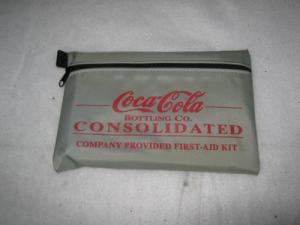 Coca-Cola
BOTTLING CO.
CONSOLIDATED
COMPANY PROVIDED FIRST-AID KIT